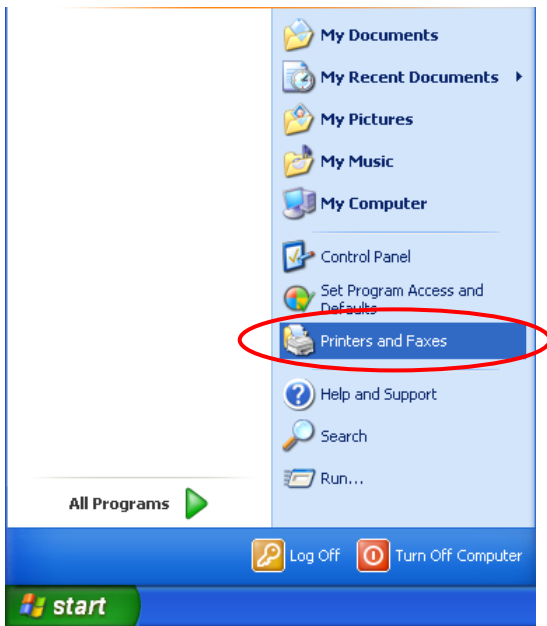 My Documents
My Recent Documents
My Pictures
My Music
My Computer
Control Panel
Set Program Access and
Defaults
Printers and Faxes
Help and Support
Search
Run...
All Programs
Log Off
Turn Off Computer
start